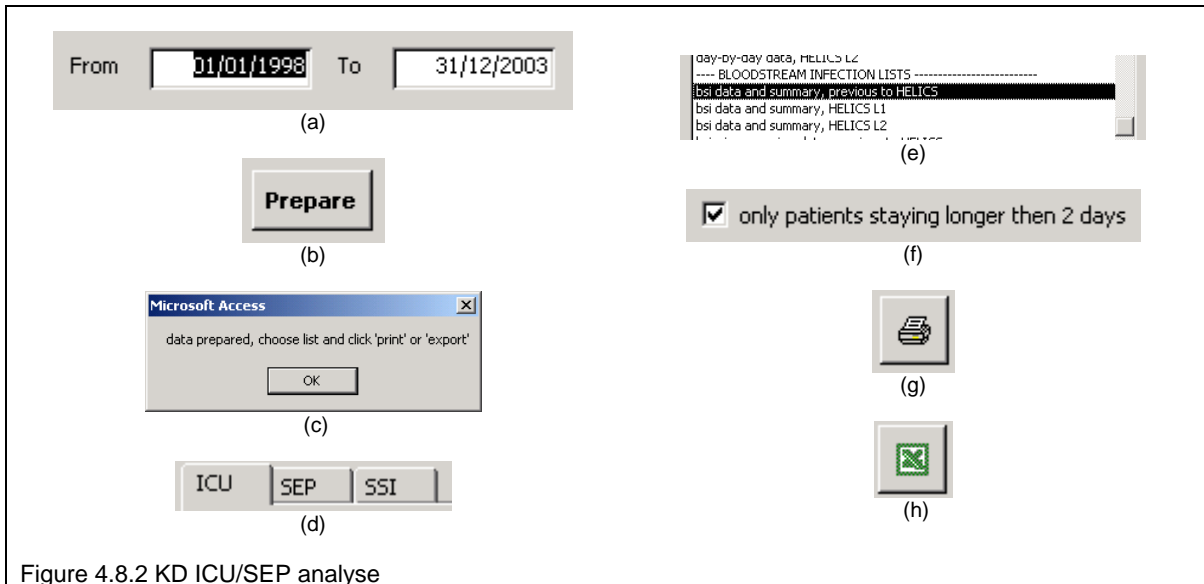 From 01/01/1998 To 31/12/2003
(a)
Prepare
(b)
Microsoft Access
data prepared, choose list and click 'print' or 'export'
OK
(c)
ICU SEP SSI
(d)
day-by-day data, HELICS L2
---- BLOODSTREAM INFECTION LISTS --------------------------
bsi data and summary, previous to HELICS
bsi data and summary, HELICS L1
bsi data and summary, HELICS L2
(e)
only patients staying longer then 2 days
(f)
(g)
(h)
Figure 4.8.2 KD ICU/SEP analyse